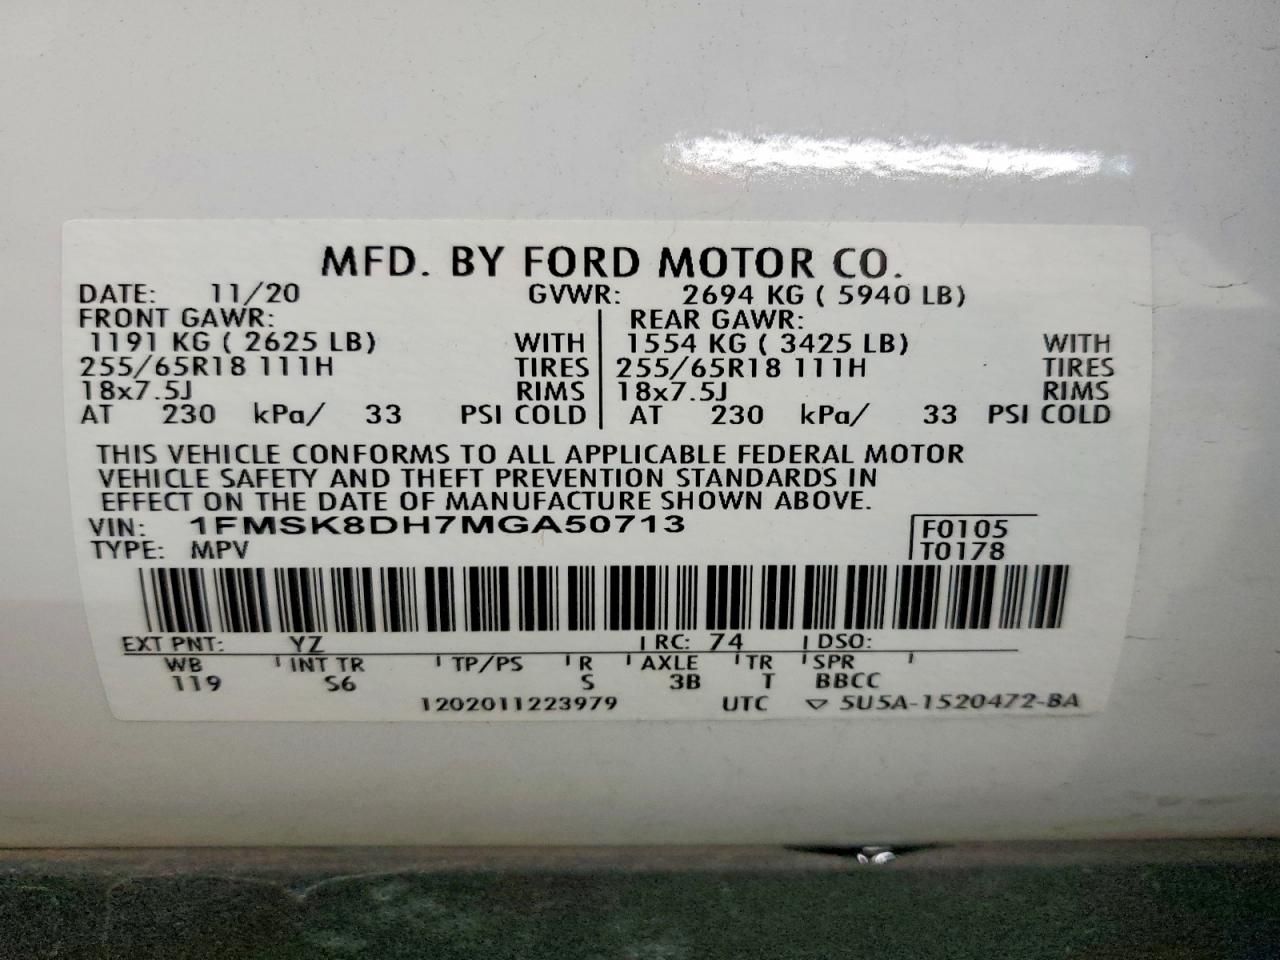 MFD. BY FORD MOTOR CO.
DATE: 11/20 GVWR: 2694 KG ( 5940 LB)
FRONT GAWR: REAR GAWR:
1191 KG ( 2625 LB) WITH 1554 KG ( 3425 LB) WITH
255/65R18 111H TIRES 255/65R18 111H TIRES
18x7.5J RIMS 18x7.5J RIMS
AT 230 kPa/ 33 PSI COLD AT 230 kPa/ 33 PSI COLD
THIS VEHICLE CONFORMS TO ALL APPLICABLE FEDERAL MOTOR
VEHICLE SAFETY AND THEFT PREVENTION STANDARDS IN
EFFECT ON THE DATE OF MANUFACTURE SHOWN ABOVE.
VIN: 1FMSK8DH7MGA50713 F0105
TYPE: MPV T0178
EXT PNT: YZ RC: 74 DSO:
WB INT TR TP/PS R AXLE TR SPR
119 S6 S 3B T BBCC
1202011223979 UTC ▽ 5U5A-1520472-BA